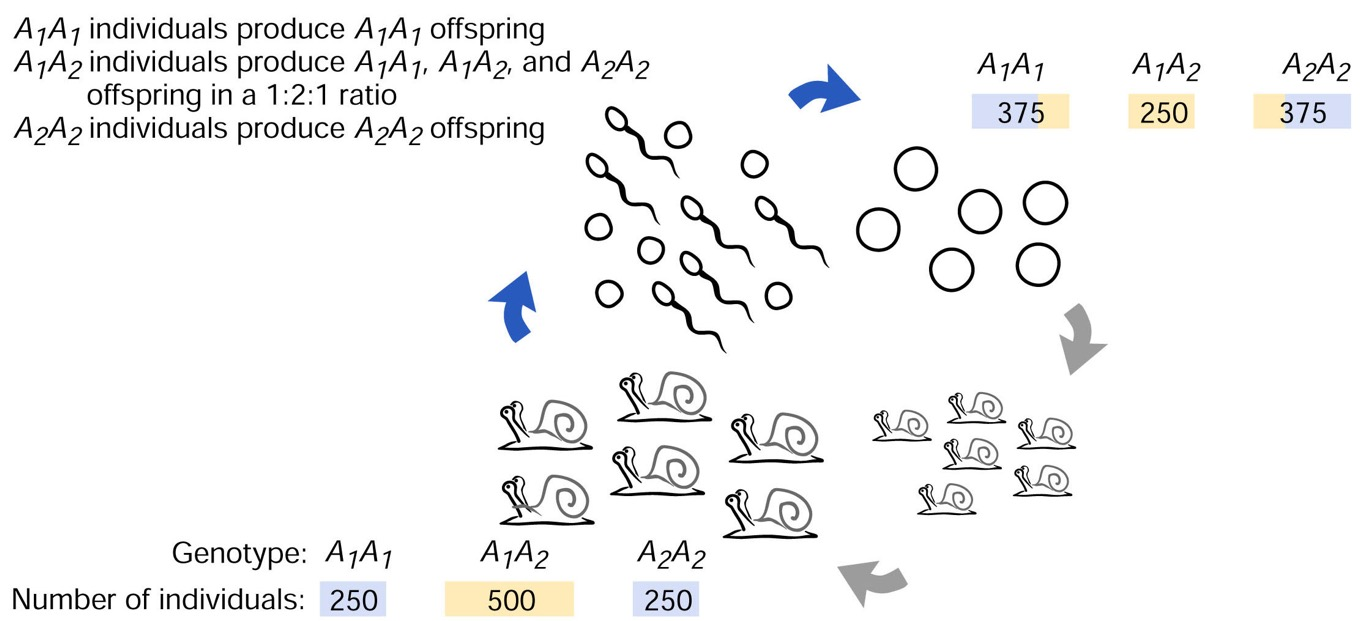 A₁A₁ individuals produce A₁A₁ offspring
A₁A₂ individuals produce A₁A₁, A₁A₂, and A₂A₂
offspring in a 1:2:1 ratio
A₂A₂ individuals produce A₂A₂ offspring
A₁A₁ A₁A₂ A₂A₂
375 250 375
Genotype: A₁A₁ A₁A₂ A₂A₂
Number of individuals: 250 500 250